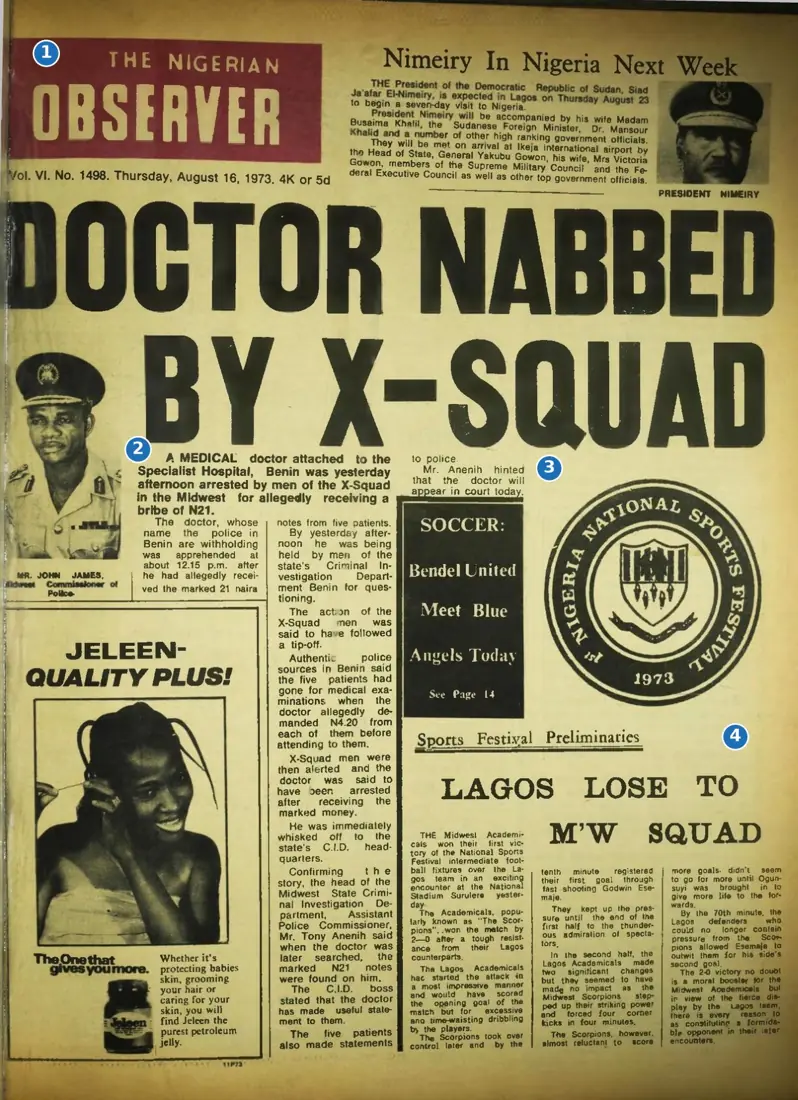 1
THE NIGERIAN
OBSERVER
Vol. VI. No. 1498. Thursday, August 16, 1973. 4K or 5d
Nimeiry In Nigeria Next Week
THE President of the Democratic Republic of Sudan, Siad
Ja'afar El-Nimeiry, is expected in Lagos on Thursday August 23
to begin a seven-day visit to Nigeria.
President Nimeiry will be accompanied by his wife Madam
Busaima Khalil, the Sudanese Foreign Minister, Dr. Mansour
Khalid and a number of other high ranking government officials.
They will be met on arrival at Ikeja international airport by
the Head of State, General Yakubu Gowon, his wife, Mrs Victoria
Gowon, members of the Supreme Military Council and the Fe-
deral Executive Council as well as other top government officials.
PRESIDENT NIMEIRY
DOCTOR NABBED
BY X-SQUAD
MR. JOHN JAMES,
Midwest Commissioner of
Police
2
A MEDICAL doctor attached to the
Specialist Hospital, Benin was yesterday
afternoon arrested by men of the X-Squad
in the Midwest for allegedly receiving a
bribe of N21.
The doctor, whose
name the police in
Benin are withholding
was apprehended at
about 12.15 p.m. after
he had allegedly recei-
ved the marked 21 naira
notes from five patients.
By yesterday after-
noon he was being
held by men of the
state's Criminal In-
vestigation Depart-
ment Benin for ques-
tioning.
The action of the
X-Squad men was
said to have followed
a tip-off.
Authentic police
sources in Benin said
the five patients had
gone for medical exa-
minations when the
doctor allegedly de-
manded N4.20 from
each of them before
attending to them.
X-Squad men were
then alerted and the
doctor was said to
have been arrested
after receiving the
marked money.
He was immediately
whisked off to the
state's C.I.D. head-
quarters.
Confirming the
story, the head of the
Midwest State Crimi-
nal Investigation De-
partment, Assistant
Police Commissioner,
Mr. Tony Anenih said
when the doctor was
later searched, the
marked N21 notes
were found on him.
The C.I.D. boss
stated that the doctor
has made useful state-
ment to them.
The five patients
also made statements
to police
Mr. Anenih hinted
that the doctor will
appear in court today.
3
SOCCER:
Bendel United
Meet Blue
Angels Today
See Page 14
1st NIGERIA NATIONAL SPORTS FESTIVAL
1973
JELEEN-
QUALITY PLUS!
The One that
gives you more.
Jeleen
Whether it's
protecting babies
skin, grooming
your hair or
caring for your
skin, you will
find Jeleen the
purest petroleum
jelly.
11P73
4
Sports Festival Preliminaries
LAGOS LOSE TO
M'W SQUAD
THE Midwest Academi-
cals won their first vic-
tory of the National Sports
Festival intermediate foot-
ball fixtures over the La-
gos team in an exciting
encounter at the National
Stadium Surulere yester-
day.
The Academicals, popu-
larly known as "The Scor-
pions", won the match by
2—0 after a tough resist-
ance from their Lagos
counterparts.
The Lagos Academicals
has started the attack in
a most impressive manner
and would have scored
the opening goal of the
match but for excessive
and time-waisting dribbling
by the players.
The Scorpions took over
control later and by the
tenth minute registered
their first goal through
fast shooting Godwin Ese-
maje.
They kept up the pres-
sure until the end of the
first half to the thunder-
ous admiration of specta-
tors.
In the second half, the
Lagos Acadamicals made
two significant changes
but they seemed to have
made no impact as the
Midwest Scorpions step-
ped up their striking power
and forced four corner
kicks in four minutes.
The Scorpions, however,
almost reluctant to score
more goals didn't seem
to go for more until Ogun-
suyi was brought in to
give more life to the for-
wards.
By the 70th minute, the
Lagos defenders who
could no longer contain
pressure from the Scor-
pions allowed Esemaje to
outwit them for his side's
second goal.
The 2-0 victory no doubt
is a moral booster for the
Midwest Academicals but
in view of the fierce dis-
play by the Lagos team,
there is every reason to
as constituting a formida-
ble opponent in their later
encounters.